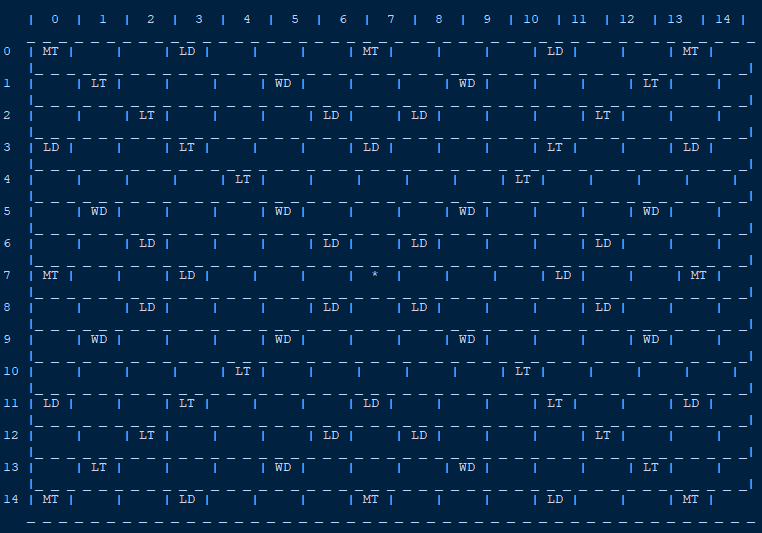 | 0 | 1 | 2 | 3 | 4 | 5 | 6 | 7 | 8 | 9 | 10 | 11 | 12 | 13 | 14 |
0 | MT | | | LD | | | | MT | | | | LD | | | MT |
1 | | LT | | | | WD | | | | WD | | | | LT | |
2 | | | LT | | | | LD | | LD | | | | LT | | |
3 | LD | | | LT | | | | LD | | | | LT | | | LD |
4 | | | | | LT | | | | | | LT | | | | |
5 | | WD | | | | WD | | | | WD | | | | WD | |
6 | | | LD | | | | LD | | LD | | | | LD | | |
7 | MT | | | LD | | | | * | | | | LD | | | MT |
8 | | | LD | | | | LD | | LD | | | | LD | | |
9 | | WD | | | | WD | | | | WD | | | | WD | |
10 | | | | | LT | | | | | | LT | | | | |
11 | LD | | | LT | | | | LD | | | | LT | | | LD |
12 | | | LT | | | | LD | | LD | | | | LT | | |
13 | | LT | | | | WD | | | | WD | | | | LT | |
14 | MT | | | LD | | | | MT | | | | LD | | | MT |